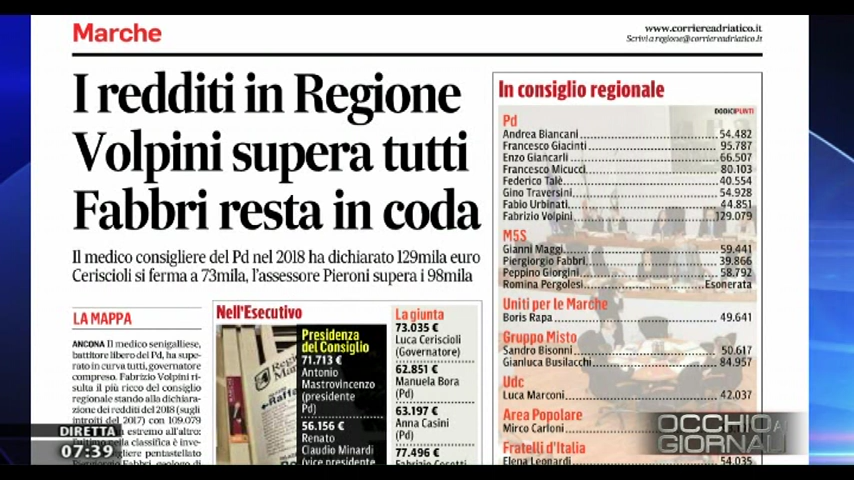 Marche
www.corriereadriatico.it
Scrivi a regione@corriereadriatico.it
I redditi in Regione
Volpini supera tutti
Fabbri resta in coda
Il medico consigliere del Pd nel 2018 ha dichiarato 129mila euro
Ceriscioli si ferma a 73mila, l'assessore Pieroni supera i 98mila
LA MAPPA
ANCONA Il medico senigalliese,
battitore libero del Pd, ha supe-
rato in curva tutti, governatore
compreso. Fabrizio Volpini ri-
sulta il più ricco del consiglio
regionale stando alla dichiara-
zione dei redditi del 2018 (sugli
introiti del 2017) con 109.079
Nell'Esecutivo
Presidenza
del Consiglio
71.713 €
Antonio
Mastrovincenzo
(presidente
Pd)
56.156 €
Renato
Claudio Minardi
(vice presidente
La giunta
73.035 €
Luca Ceriscioli
(Governatore)
62.851 €
Manuela Bora
(Pd)
63.197 €
Anna Casini
(Pd)
77.496 €
In consiglio regionale
DODICIPUNTI
Pd
Andrea Biancani 54.482
Francesco Giacinti 95.787
Enzo Giancarli 66.507
Francesco Micucci 80.103
Federico Talè 40.554
Gino Traversini 54.928
Fabio Urbinati 44.851
Fabrizio Volpini 129.079
M5S
Gianni Maggi 59.441
Piergiorgio Fabbri 39.866
Peppino Giorgini 58.792
Romina Pergolesi Esonerata
Uniti per le Marche
Boris Rapa 49.641
Gruppo Misto
Sandro Bisonni 50.617
Gianluca Busilacchi 84.957
Udc
Luca Marconi 42.037
Area Popolare
Mirco Carloni
Fratelli d'Italia
Elena Leonardi 54.035
DIRETTA
07:39
OCCHIO AI
GIORNALI